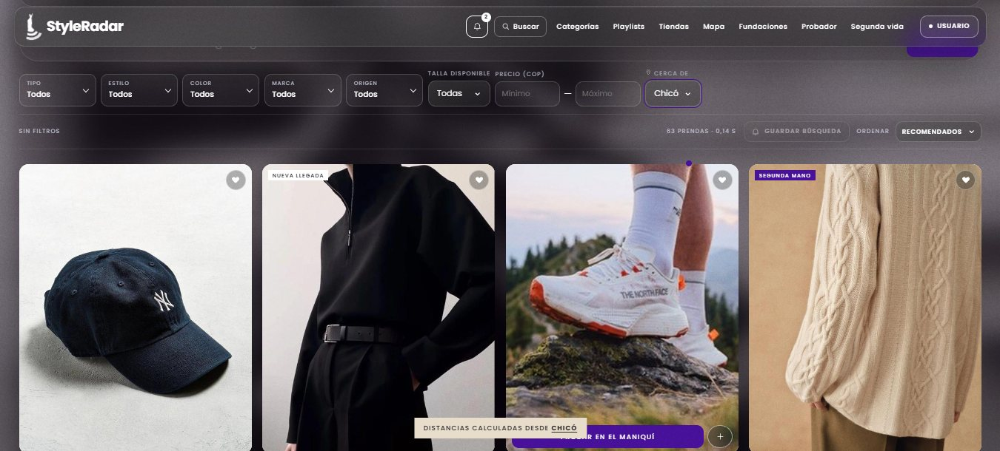 StyleRadar
2
Buscar
Categorías
Playlists
Tiendas
Mapa
Fundaciones
Probador
Segunda vida
USUARIO
TIPO
Todos
ESTILO
Todos
COLOR
Todos
MARCA
Todos
ORIGEN
Todos
TALLA DISPONIBLE
Todas
PRECIO (COP)
Mínimo
—
Máximo
CERCA DE
Chicó
SIN FILTROS
63 PRENDAS · 0,14 S
GUARDAR BÚSQUEDA
ORDENAR
RECOMENDADOS
NUEVA LLEGADA
SEGUNDA MANO
NY
THE NORTH FACE
DISTANCIAS CALCULADAS DESDE CHICÓ
EN EL MANIQUÍ
+